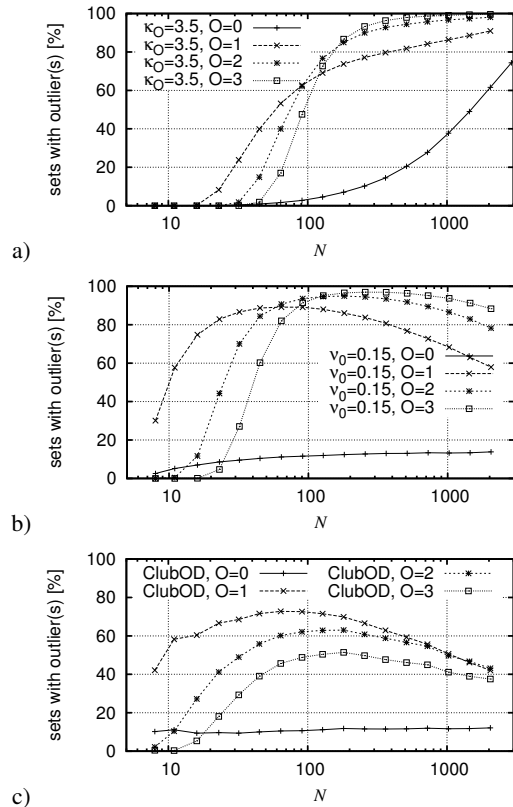 sets with outlier(s) [%]
100
80
60
40
20
0
κO=3.5, O=0
κO=3.5, O=1
κO=3.5, O=2
κO=3.5, O=3
10 100 1000
N
a)
sets with outlier(s) [%]
100
80
60
40
20
0
ν0=0.15, O=0
ν0=0.15, O=1
ν0=0.15, O=2
ν0=0.15, O=3
10 100 1000
N
b)
sets with outlier(s) [%]
100
80
60
40
20
0
ClubOD, O=0 ClubOD, O=2
ClubOD, O=1 ClubOD, O=3
10 100 1000
N
c)